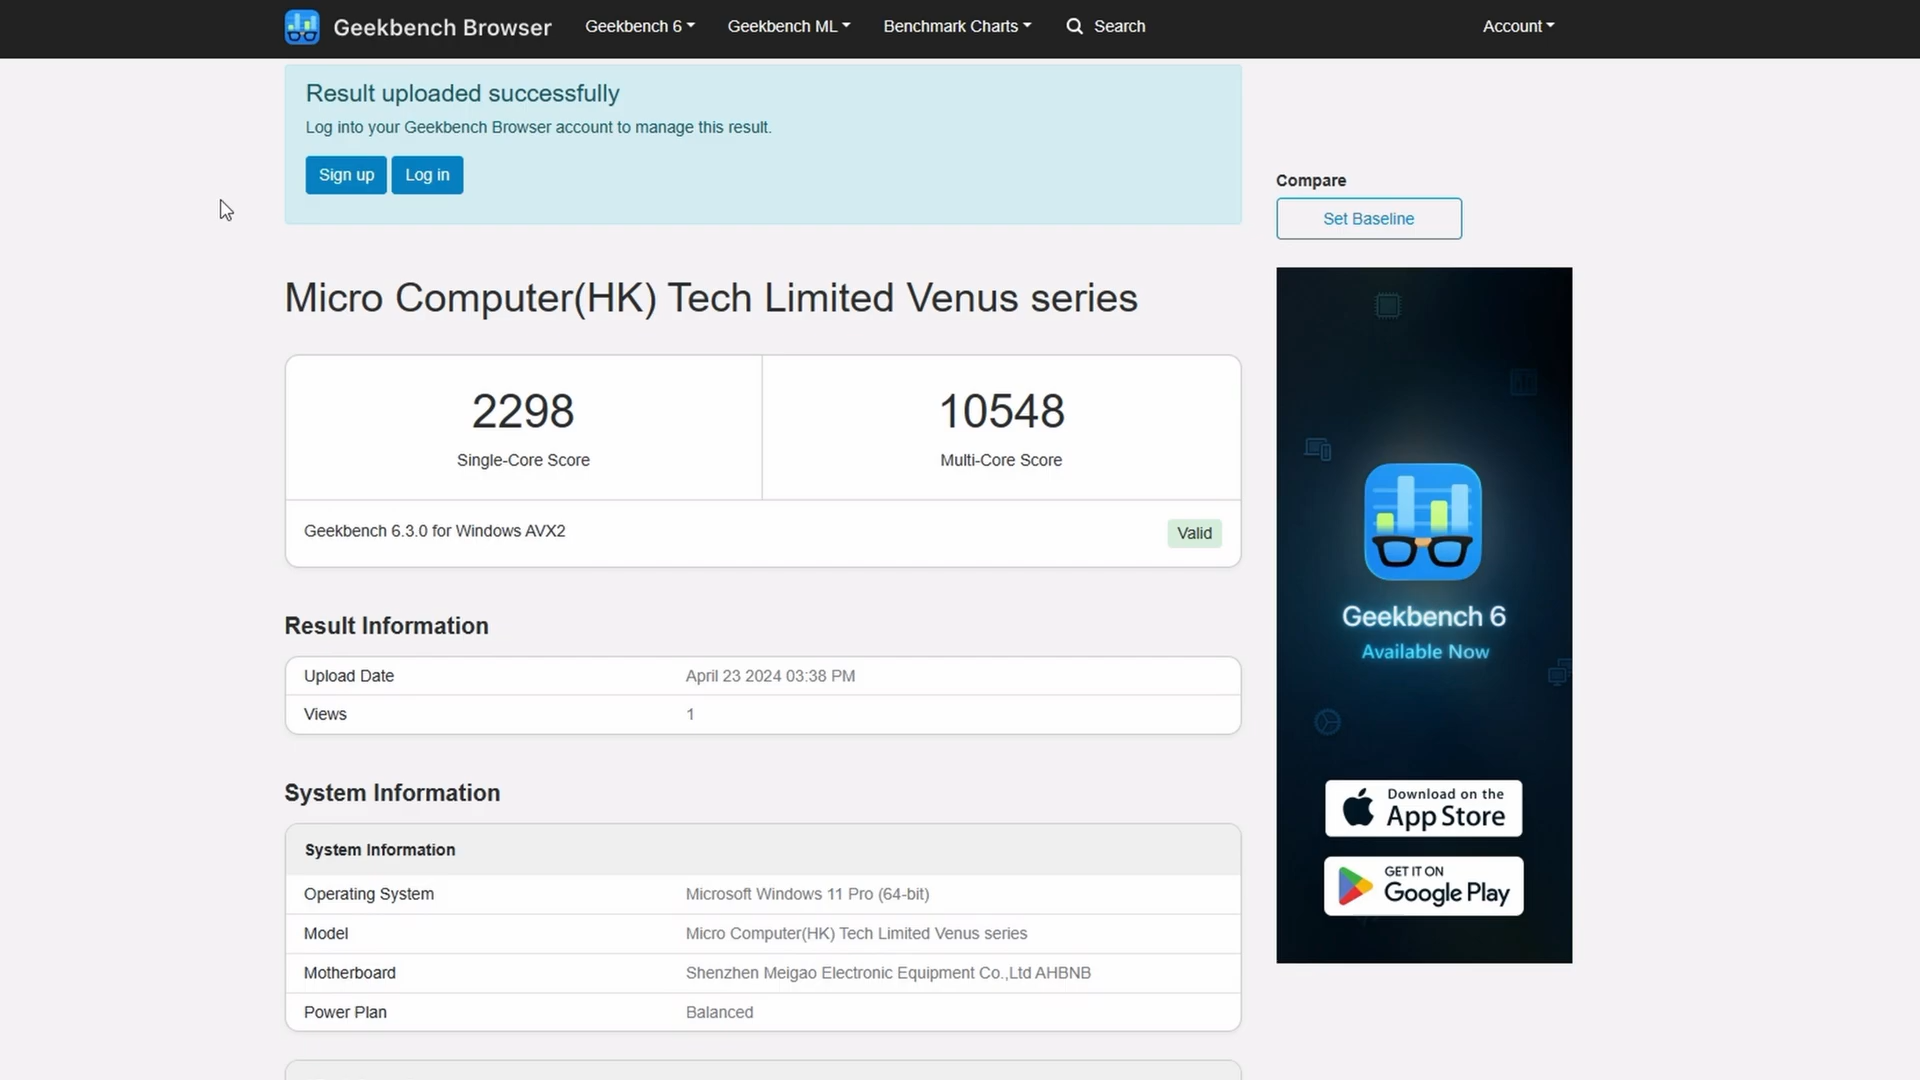 Geekbench Browser Geekbench 6 Geekbench ML Benchmark Charts Search Account
Result uploaded successfully
Log into your Geekbench Browser account to manage this result.
Sign up Log in
Compare
Set Baseline
Micro Computer(HK) Tech Limited Venus series
2298 10548
Single-Core Score Multi-Core Score
Geekbench 6.3.0 for Windows AVX2 Valid
Result Information
Upload Date April 23 2024 03:38 PM
Views 1
System Information
System Information
Operating System Microsoft Windows 11 Pro (64-bit)
Model Micro Computer(HK) Tech Limited Venus series
Motherboard Shenzhen Meigao Electronic Equipment Co.,Ltd AHBNB
Power Plan Balanced
Geekbench 6
Available Now
Download on the
App Store
GET IT ON
Google Play